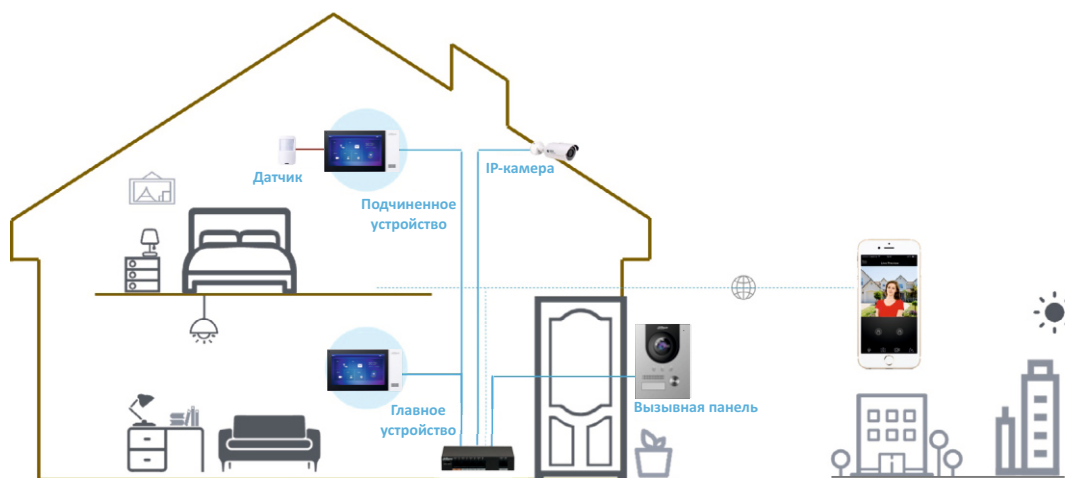 Датчик
IP-камера
Подчиненное
устройство
Главное
устройство
Вызывная панель